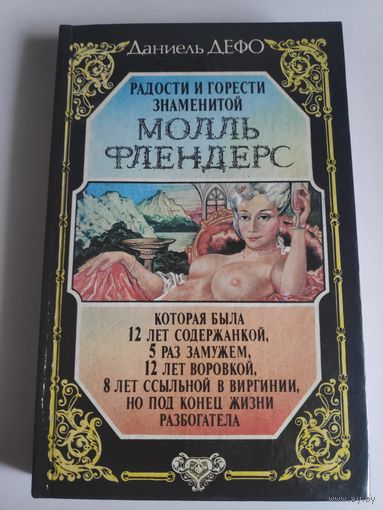 Даниель ДЕФО
РАДОСТИ И ГОРЕСТИ
ЗНАМЕНИТОЙ
МОЛЛЬ
ФЛЕНДЕРС
КОТОРАЯ БЫЛА
12 ЛЕТ СОДЕРЖАНКОЙ,
5 РАЗ ЗАМУЖЕМ,
12 ЛЕТ ВОРОВКОЙ,
8 ЛЕТ ССЫЛЬНОЙ В ВИРГИНИИ,
НО ПОД КОНЕЦ ЖИЗНИ
РАЗБОГАТЕЛА